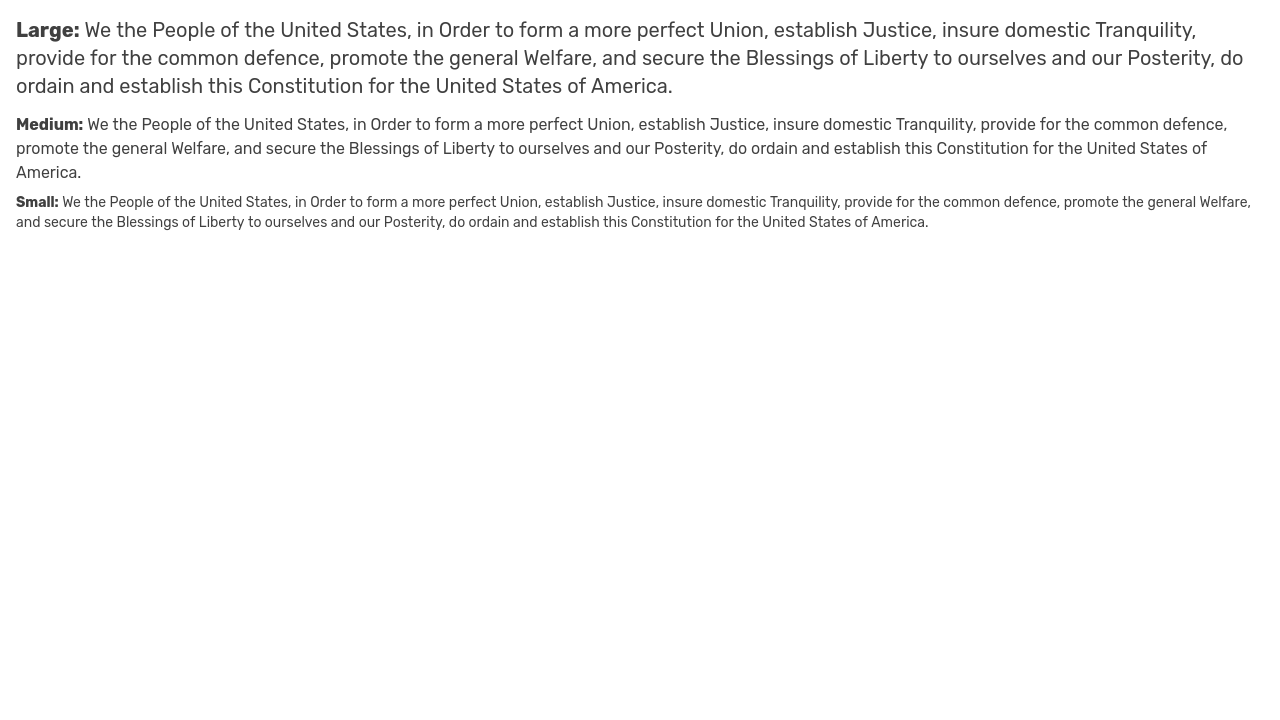 Large: We the People of the United States, in Order to form a more perfect Union, establish Justice, insure domestic Tranquility,
provide for the common defence, promote the general Welfare, and secure the Blessings of Liberty to ourselves and our Posterity, do
ordain and establish this Constitution for the United States of America.
Medium: We the People of the United States, in Order to form a more perfect Union, establish Justice, insure domestic Tranquility, provide for the common defence,
promote the general Welfare, and secure the Blessings of Liberty to ourselves and our Posterity, do ordain and establish this Constitution for the United States of
America.
Small: We the People of the United States, in Order to form a more perfect Union, establish Justice, insure domestic Tranquility, provide for the common defence, promote the general Welfare,
and secure the Blessings of Liberty to ourselves and our Posterity, do ordain and establish this Constitution for the United States of America.